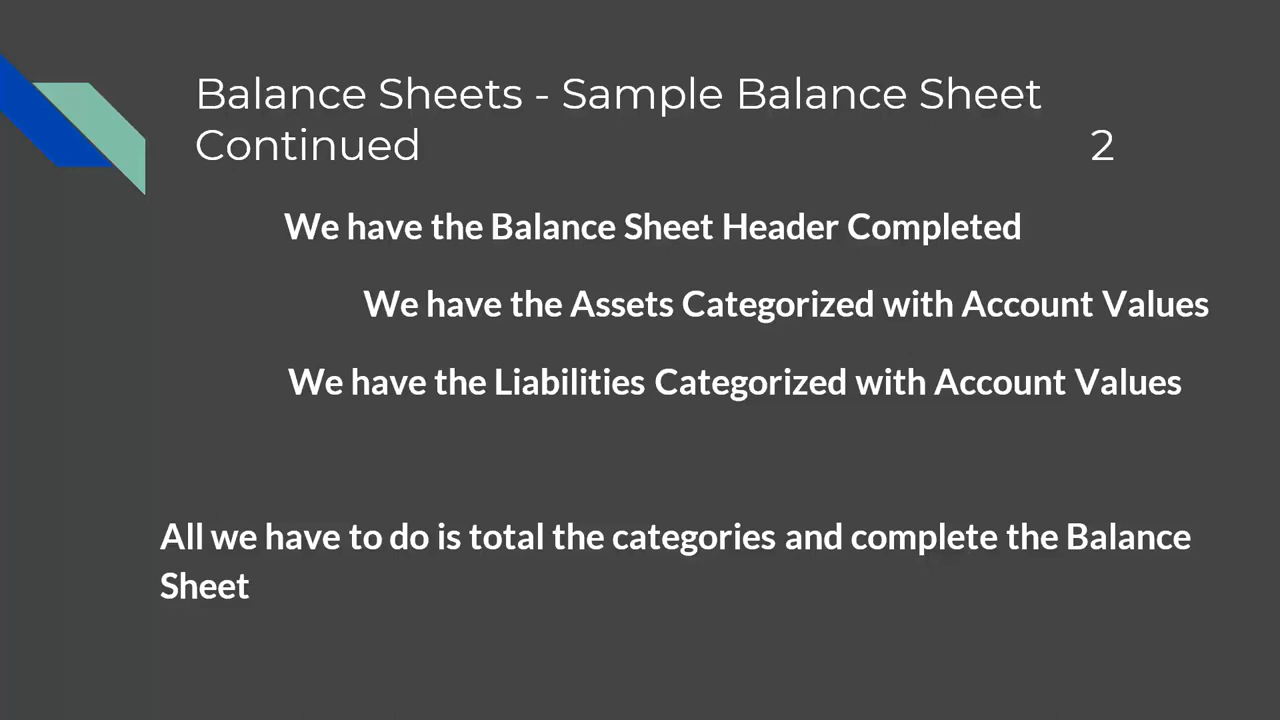 Balance Sheets - Sample Balance Sheet
Continued 2
We have the Balance Sheet Header Completed
We have the Assets Categorized with Account Values
We have the Liabilities Categorized with Account Values
All we have to do is total the categories and complete the Balance
Sheet